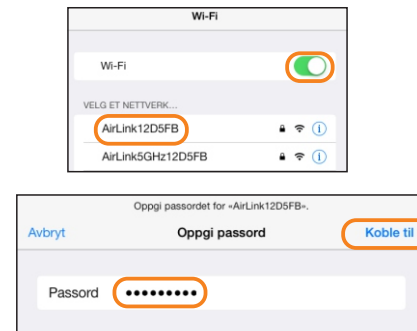 Wi-Fi
Wi-Fi
VELG ET NETTVERK...
AirLink12D5FB
AirLink5GHz12D5FB
Oppgi passordet for «AirLink12D5FB».
Avbryt Oppgi passord Koble til
Passord •••••••••